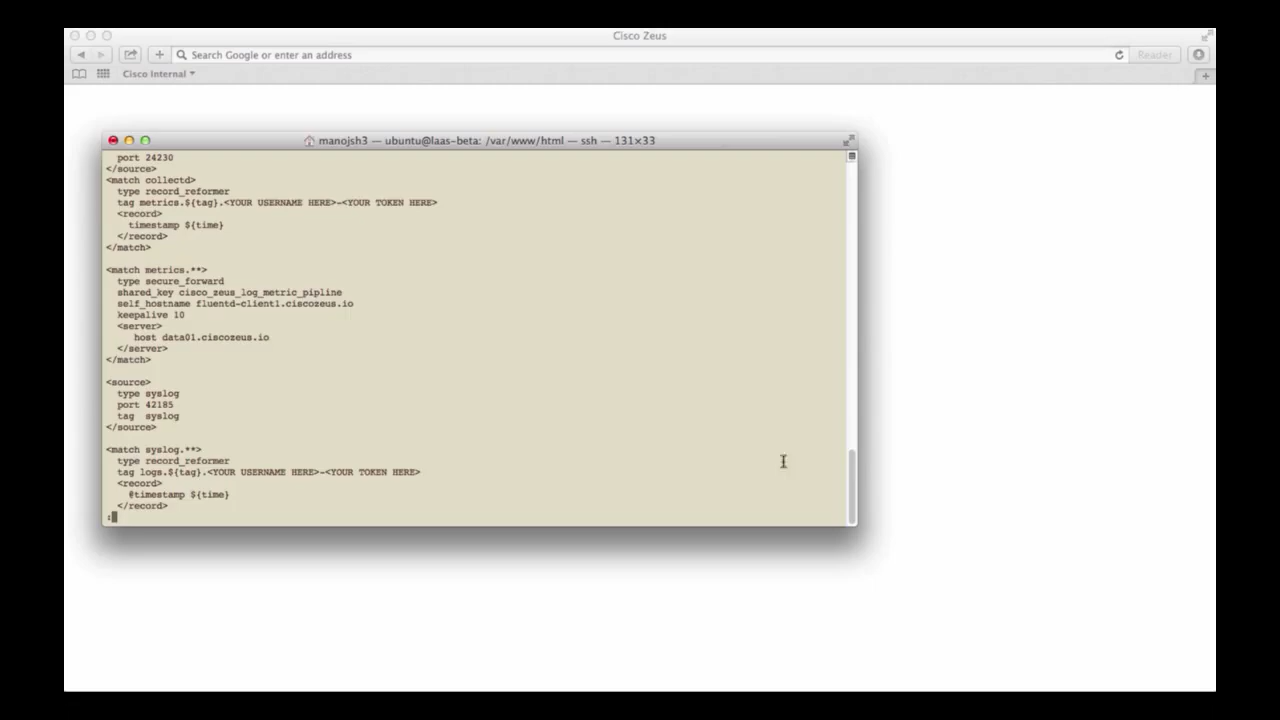 Cisco Zeus
Search Google or enter an address
Reader
Cisco Internal
manojsh3 — ubuntu@laas-beta: /var/www/html — ssh — 131×33
port 24230
</source>
<match collectd>
type record_reformer
tag metrics.${tag}.<YOUR USERNAME HERE>-<YOUR TOKEN HERE>
<record>
timestamp ${time}
</record>
</match>
<match metrics.**>
type secure_forward
shared_key cisco_zeus_log_metric_pipline
self_hostname fluentd-client1.ciscozeus.io
keepalive 10
<server>
host data01.ciscozeus.io
</server>
</match>
<source>
type syslog
port 42185
tag  syslog
</source>
<match syslog.**>
type record_reformer
tag logs.${tag}.<YOUR USERNAME HERE>-<YOUR TOKEN HERE>
<record>
@timestamp ${time}
</record>
: